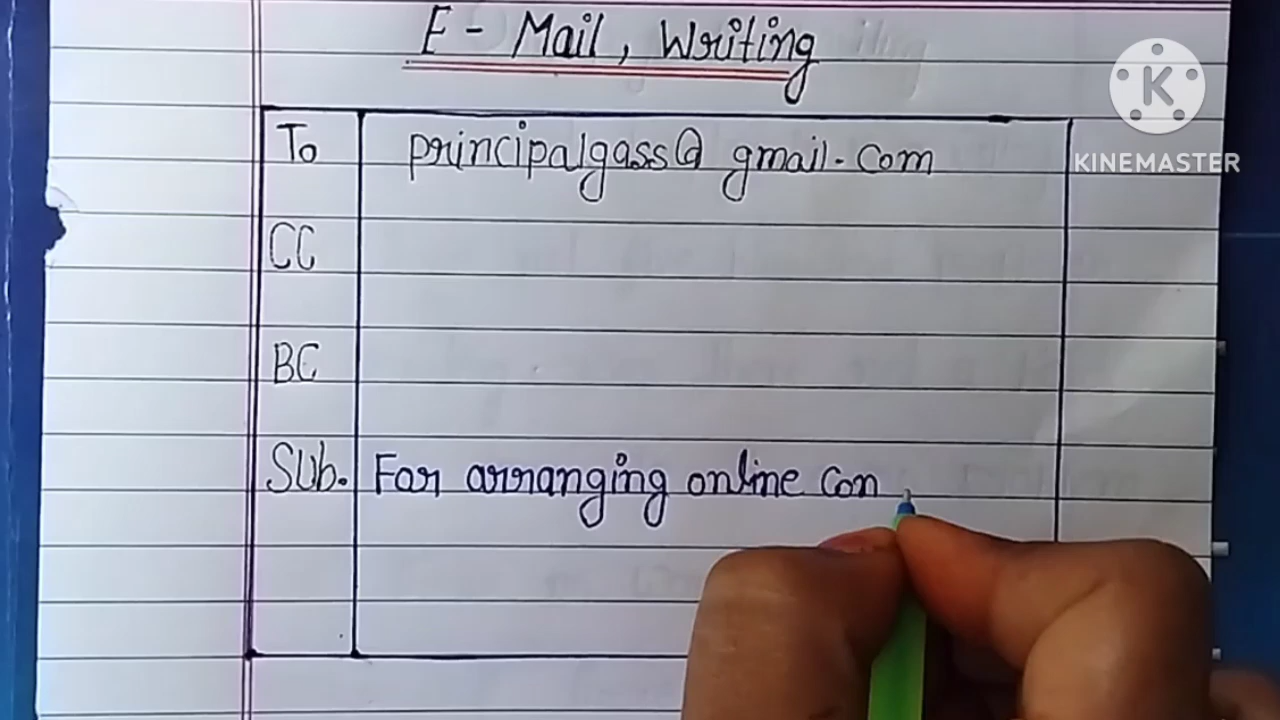 E - Mail, Writing
To principalgass@gmail.com
CC
BC
Sub. For arranging online con
K
KINEMASTER